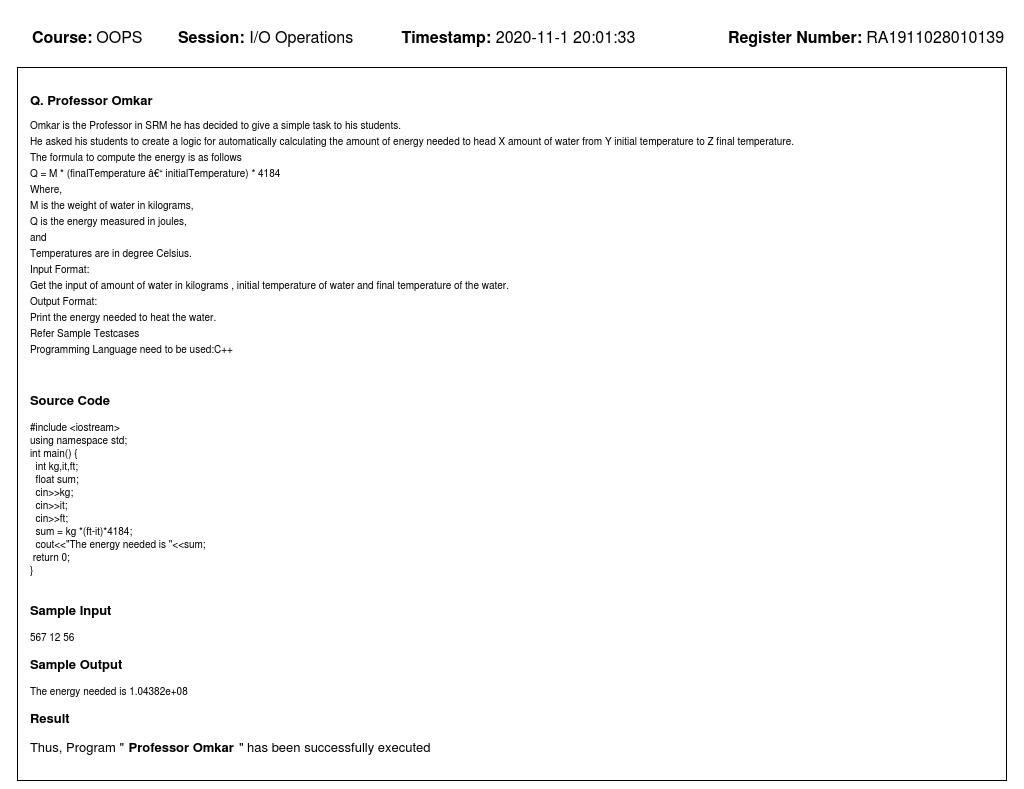 Course: OOPS Session: I/O Operations Timestamp: 2020-11-1 20:01:33 Register Number: RA1911028010139
Q. Professor Omkar
Omkar is the Professor in SRM he has decided to give a simple task to his students.
He asked his students to create a logic for automatically calculating the amount of energy needed to head X amount of water from Y initial temperature to Z final temperature.
The formula to compute the energy is as follows
Q = M * (finalTemperature â€“ initialTemperature) * 4184
Where,
M is the weight of water in kilograms,
Q is the energy measured in joules,
and
Temperatures are in degree Celsius.
Input Format:
Get the input of amount of water in kilograms , initial temperature of water and final temperature of the water.
Output Format:
Print the energy needed to heat the water.
Refer Sample Testcases
Programming Language need to be used:C++
Source Code
#include <iostream>
using namespace std;
int main() {
  int kg,it,ft;
  float sum;
  cin>>kg;
  cin>>it;
  cin>>ft;
  sum = kg *(ft-it)*4184;
  cout<<"The energy needed is "<<sum;
 return 0;
}
Sample Input
567 12 56
Sample Output
The energy needed is 1.04382e+08
Result
Thus, Program " Professor Omkar " has been successfully executed